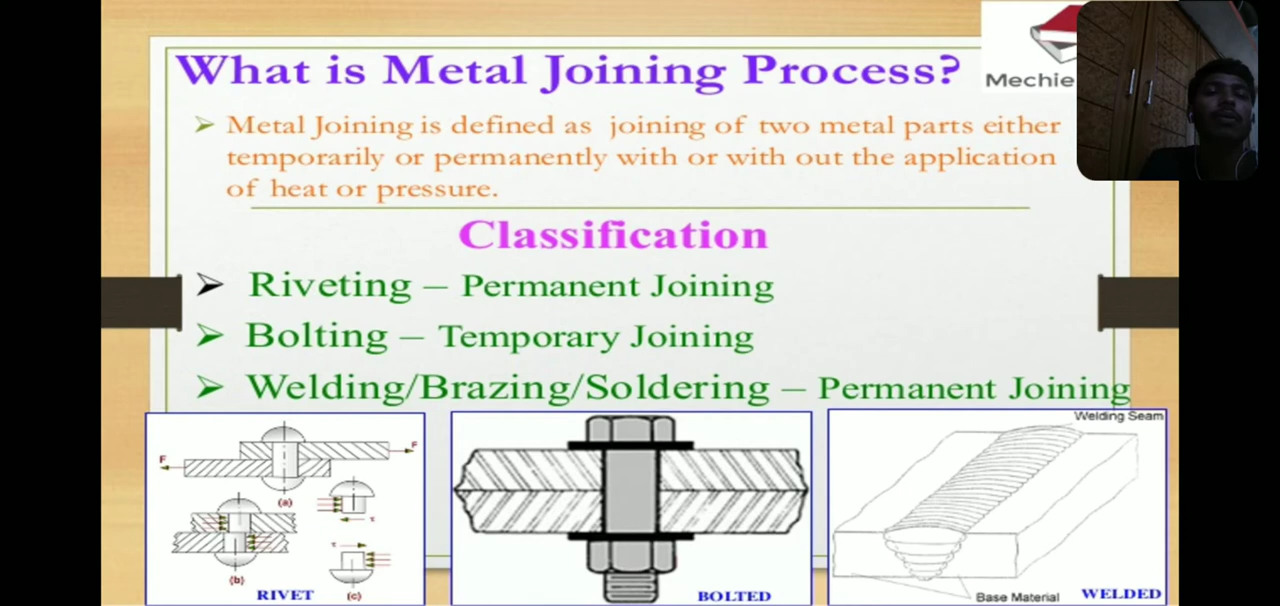 What is Metal Joining Process?
Mechie
➢ Metal Joining is defined as joining of two metal parts either
temporarily or permanently with or with out the application
of heat or pressure.
Classification
➢ Riveting – Permanent Joining
➢ Bolting – Temporary Joining
➢ Welding/Brazing/Soldering – Permanent Joining
F
F
(a)
τ
τ
(b)
(c)
RIVET
BOLTED
Welding Seam
Base Material
WELDED